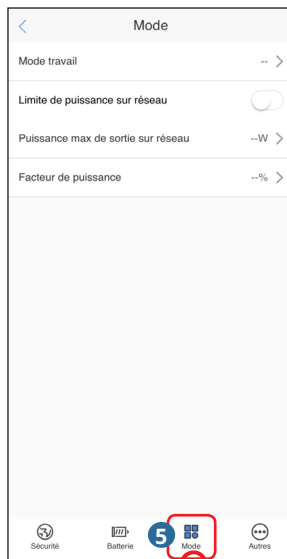 Mode
Mode travail --
Limite de puissance sur réseau
Puissance max de sortie sur réseau --W
Facteur de puissance --%
5
Sécurité Batterie Mode Autres